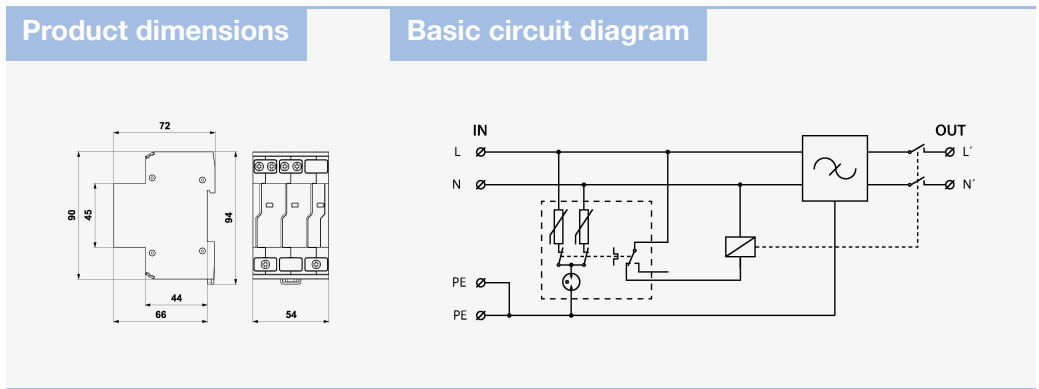 Product dimensions
Basic circuit diagram
72
90
45
94
44
66
54
IN
OUT
L
L´
N
N´
PE
PE